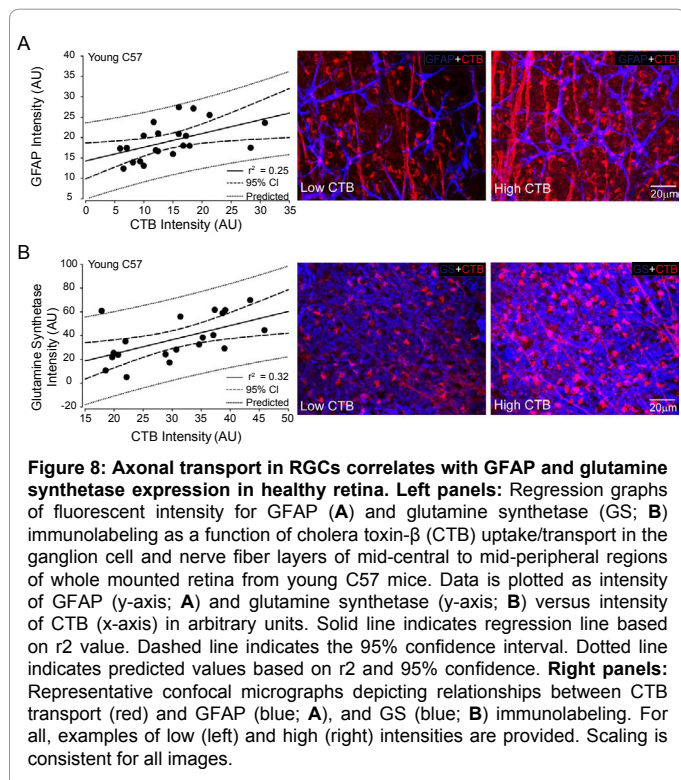 A
Young C57
GFAP Intensity (AU)
45
40
35
30
25
20
15
10
5
r² = 0.25
95% CI
Predicted
0 5 10 15 20 25 30 35
CTB Intensity (AU)
GFAP+CTB
Low CTB
GFAP+CTB
High CTB
20µm
B
Young C57
Glutamine Synthetase
Intensity (AU)
100
80
60
40
20
0
-20
r² = 0.32
95% CI
Predicted
15 20 25 30 35 40 45 50
CTB Intensity (AU)
GS+CTB
Low CTB
GS+CTB
High CTB
20µm
Figure 8: Axonal transport in RGCs correlates with GFAP and glutamine
synthetase expression in healthy retina. Left panels: Regression graphs
of fluorescent intensity for GFAP (A) and glutamine synthetase (GS; B)
immunolabeling as a function of cholera toxin-β (CTB) uptake/transport in the
ganglion cell and nerve fiber layers of mid-central to mid-peripheral regions
of whole mounted retina from young C57 mice. Data is plotted as intensity
of GFAP (y-axis; A) and glutamine synthetase (y-axis; B) versus intensity
of CTB (x-axis) in arbitrary units. Solid line indicates regression line based
on r2 value. Dashed line indicates the 95% confidence interval. Dotted line
indicates predicted values based on r2 and 95% confidence. Right panels:
Representative confocal micrographs depicting relationships between CTB
transport (red) and GFAP (blue; A), and GS (blue; B) immunolabeling. For
all, examples of low (left) and high (right) intensities are provided. Scaling is
consistent for all images.